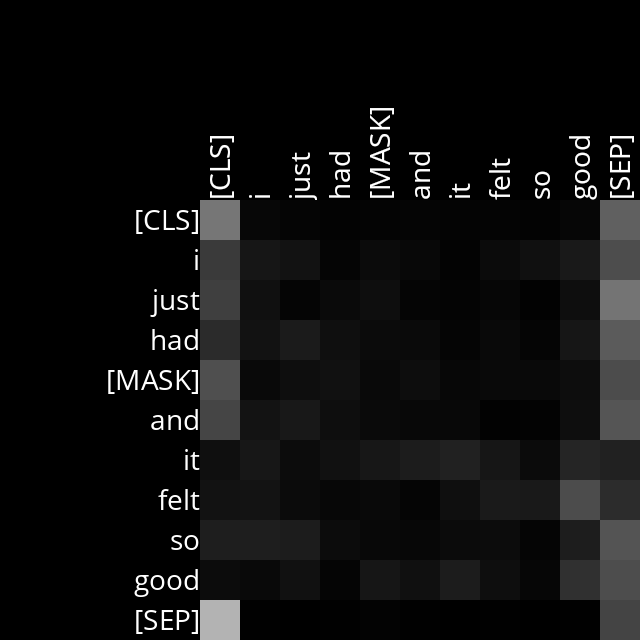 [CLS] i just had [MASK] and it felt so good [SEP]
[CLS]
i
just
had
[MASK]
and
it
felt
so
good
[SEP]